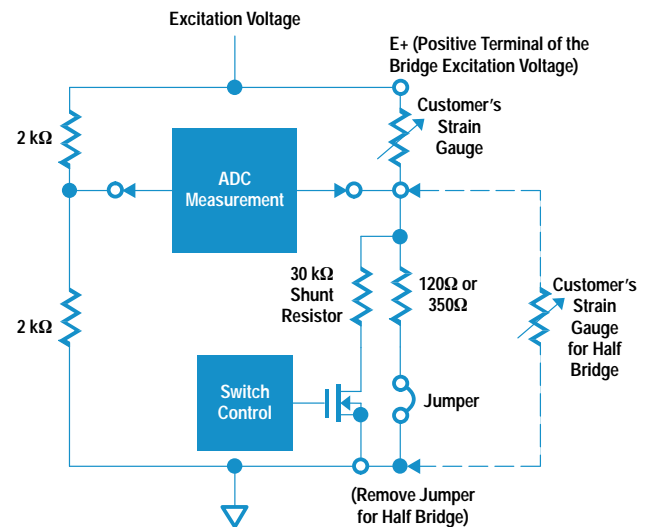 Excitation Voltage
E+ (Positive Terminal of the
Bridge Excitation Voltage)
2 kΩ
Customer's
Strain
Gauge
ADC
Measurement
30 kΩ
Shunt
Resistor
120Ω or
350Ω
Customer's
Strain
Gauge
for Half
Bridge
2 kΩ
Switch
Control
Jumper
(Remove Jumper
for Half Bridge)